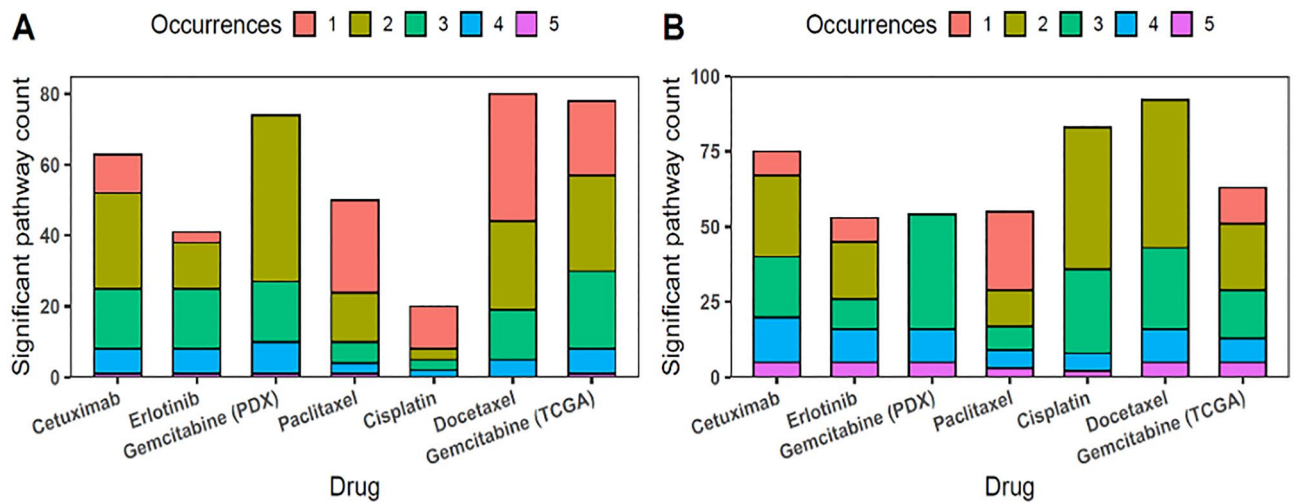 A
Occurrences 1 2 3 4 5
Significant pathway count
80
60
40
20
0
Cetuximab
Erlotinib
Gemcitabine (PDX)
Paclitaxel
Cisplatin
Docetaxel
Gemcitabine (TCGA)
Drug
B
Occurrences 1 2 3 4 5
Significant pathway count
100
75
50
25
0
Cetuximab
Erlotinib
Gemcitabine (PDX)
Paclitaxel
Cisplatin
Docetaxel
Gemcitabine (TCGA)
Drug